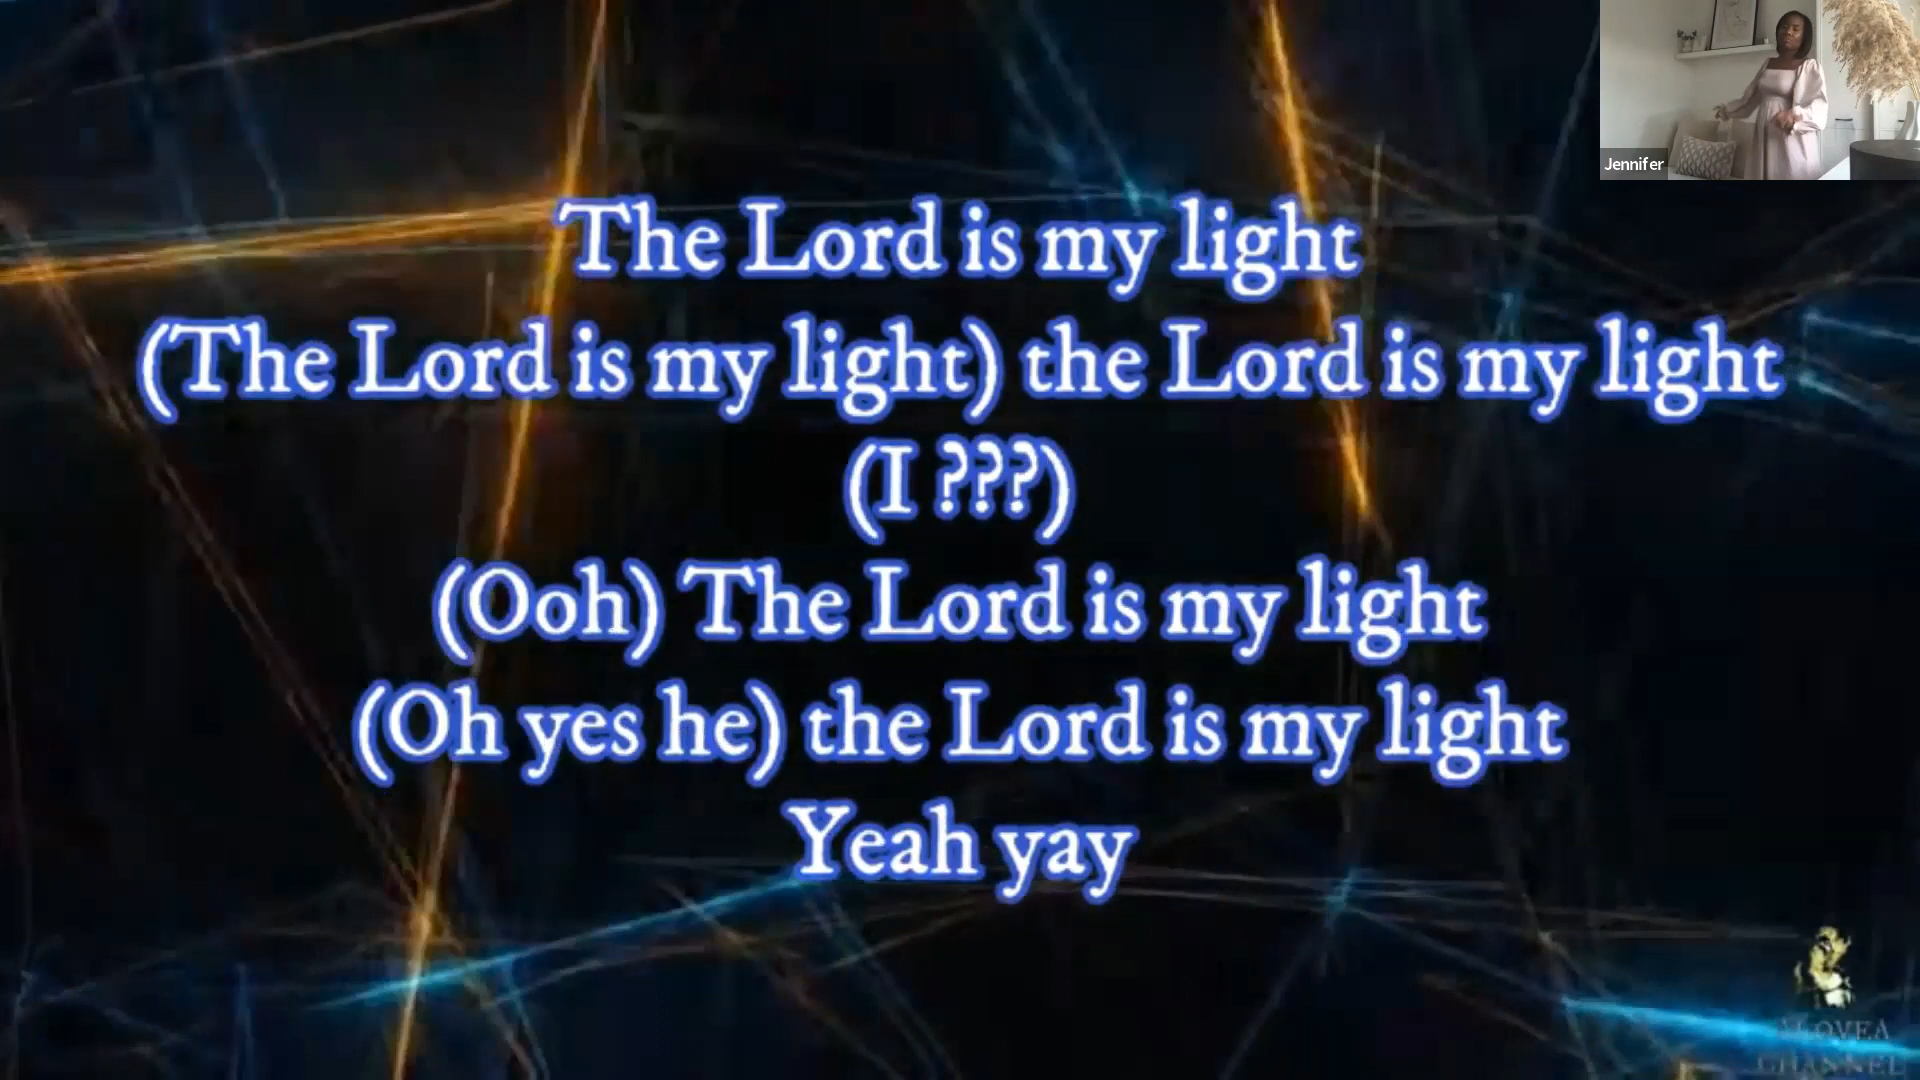 Jennifer
The Lord is my light
(The Lord is my light) the Lord is my light
(I ???)
(Ooh) The Lord is my light
(Oh yes he) the Lord is my light
Yeah yay
CHANNEL